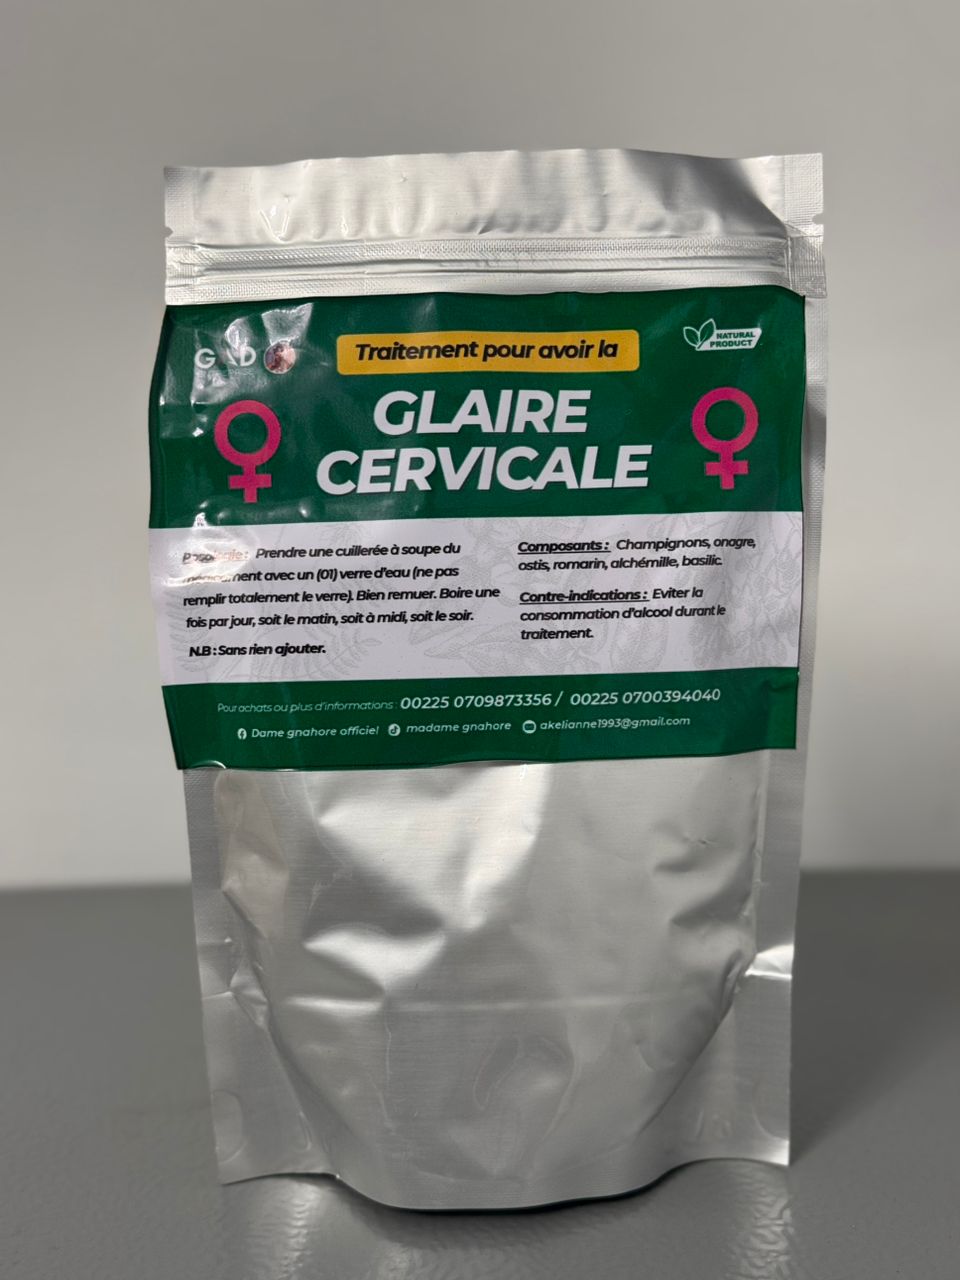 Traitement pour avoir la
NATURAL
PRODUCT
GLAIRE
CERVICALE
Posologie : Prendre une cuillerée à soupe du
médicament avec un (01) verre d'eau (ne pas
remplir totalement le verre). Bien remuer. Boire une
fois par jour, soit le matin, soit à midi, soit le soir.
N.B : Sans rien ajouter.
Composants : Champignons, onagre,
ostis, romarin, alchémille, basilic.
Contre-indications : Eviter la
consommation d'alcool durant le
traitement.
Pour achats ou plus d'informations : 00225 0709873356 / 00225 0700394040
Dame gnahore officiel madame gnahore akelianne1993@gmail.com